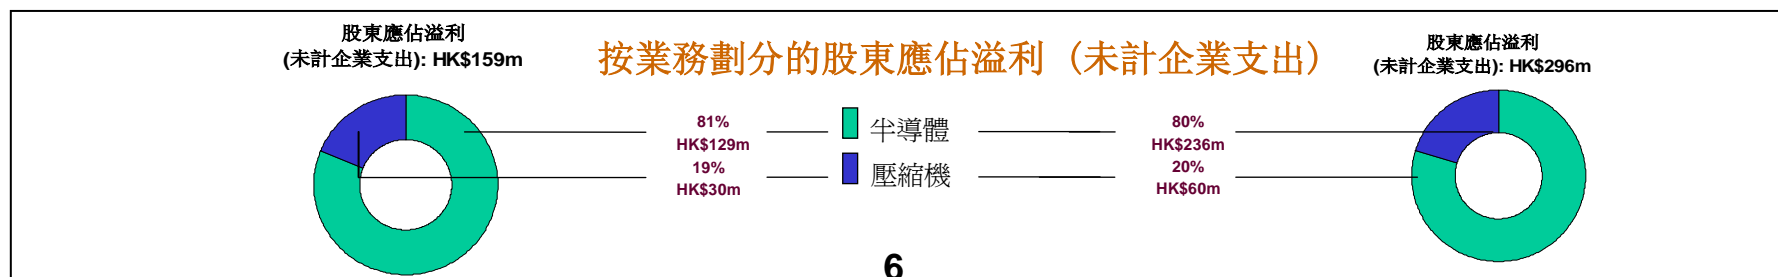 股東應佔溢利
(未計企業支出): HK$159m
按業務劃分的股東應佔溢利（未計企業支出）
股東應佔溢利
(未計企業支出): HK$296m
81%
HK$129m
半導體
80%
HK$236m
19%
HK$30m
壓縮機
20%
HK$60m
6